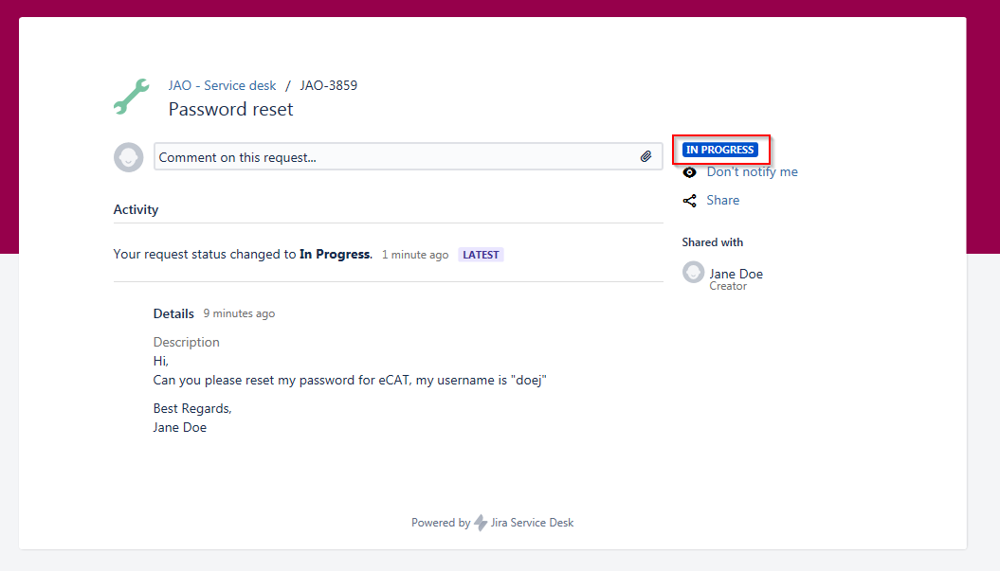 JAO - Service desk / JAO-3859
Password reset
Comment on this request...
IN PROGRESS
Don't notify me
Share
Activity
Your request status changed to In Progress. 1 minute ago LATEST
Shared with
Jane Doe
Creator
Details 9 minutes ago
Description
Hi,
Can you please reset my password for eCAT, my username is "doej"
Best Regards,
Jane Doe
Powered by Jira Service Desk